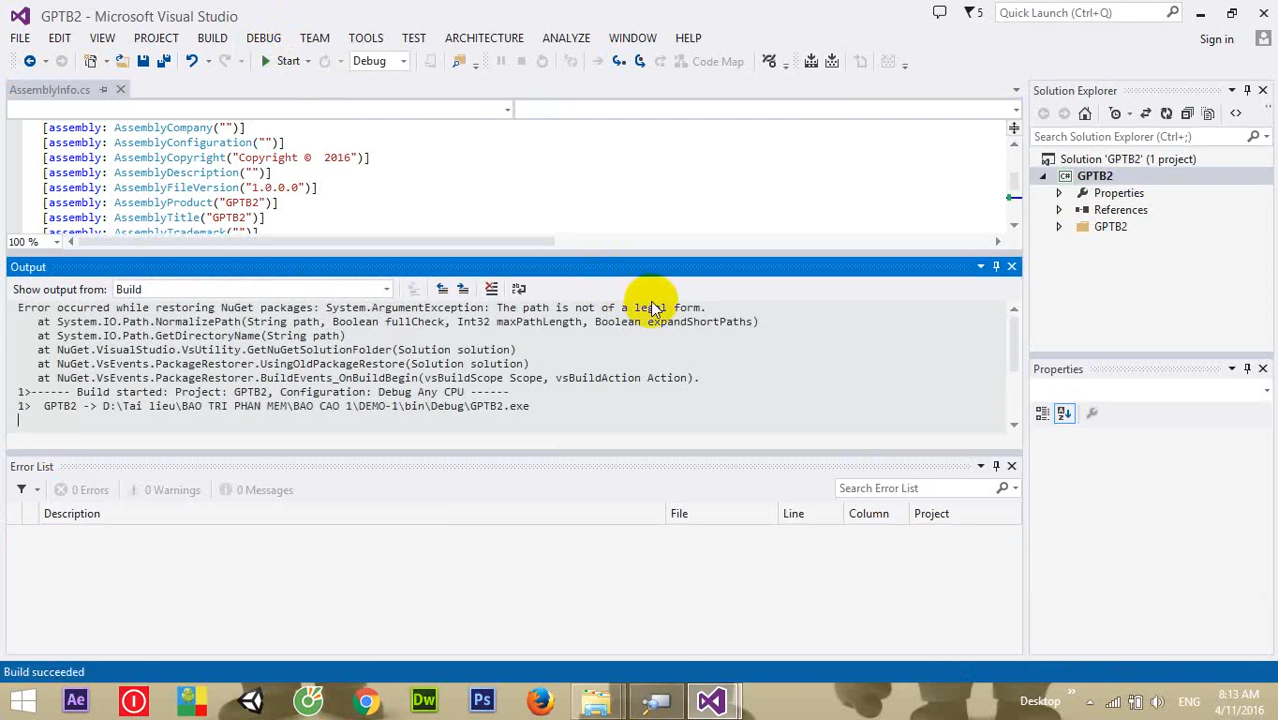 GPTB2 - Microsoft Visual Studio
5
Quick Launch (Ctrl+Q)
FILE EDIT VIEW PROJECT BUILD DEBUG TEAM TOOLS TEST ARCHITECTURE ANALYZE WINDOW HELP
Sign in
Start
Debug
Code Map
AssemblyInfo.cs
[assembly: AssemblyCompany("")]
[assembly: AssemblyConfiguration("")]
[assembly: AssemblyCopyright("Copyright ©  2016")]
[assembly: AssemblyDescription("")]
[assembly: AssemblyFileVersion("1.0.0.0")]
[assembly: AssemblyProduct("GPTB2")]
[assembly: AssemblyTitle("GPTB2")]
[assembly: AssemblyTrademark("")]
100 %
Output
Show output from: Build
Error occurred while restoring NuGet packages: System.ArgumentException: The path is not of a legal form.
at System.IO.Path.NormalizePath(String path, Boolean fullCheck, Int32 maxPathLength, Boolean expandShortPaths)
at System.IO.Path.GetDirectoryName(String path)
at NuGet.VisualStudio.VsUtility.GetNuGetSolutionFolder(Solution solution)
at NuGet.VsEvents.PackageRestorer.UsingOldPackageRestore(Solution solution)
at NuGet.VsEvents.PackageRestorer.BuildEvents_OnBuildBegin(vsBuildScope Scope, vsBuildAction Action).
1>------ Build started: Project: GPTB2, Configuration: Debug Any CPU ------
1>  GPTB2 -> D:\Tai lieu\BAO TRI PHAN MEM\BAO CAO 1\DEMO-1\bin\Debug\GPTB2.exe
Error List
0 Errors
0 Warnings
0 Messages
Search Error List
Description File Line Column Project
Solution Explorer
Search Solution Explorer (Ctrl+;)
Solution 'GPTB2' (1 project)
C# GPTB2
Properties
References
GPTB2
Properties
Build succeeded
Ae
Dw
Ps
Desktop
ENG
8:13 AM
4/11/2016